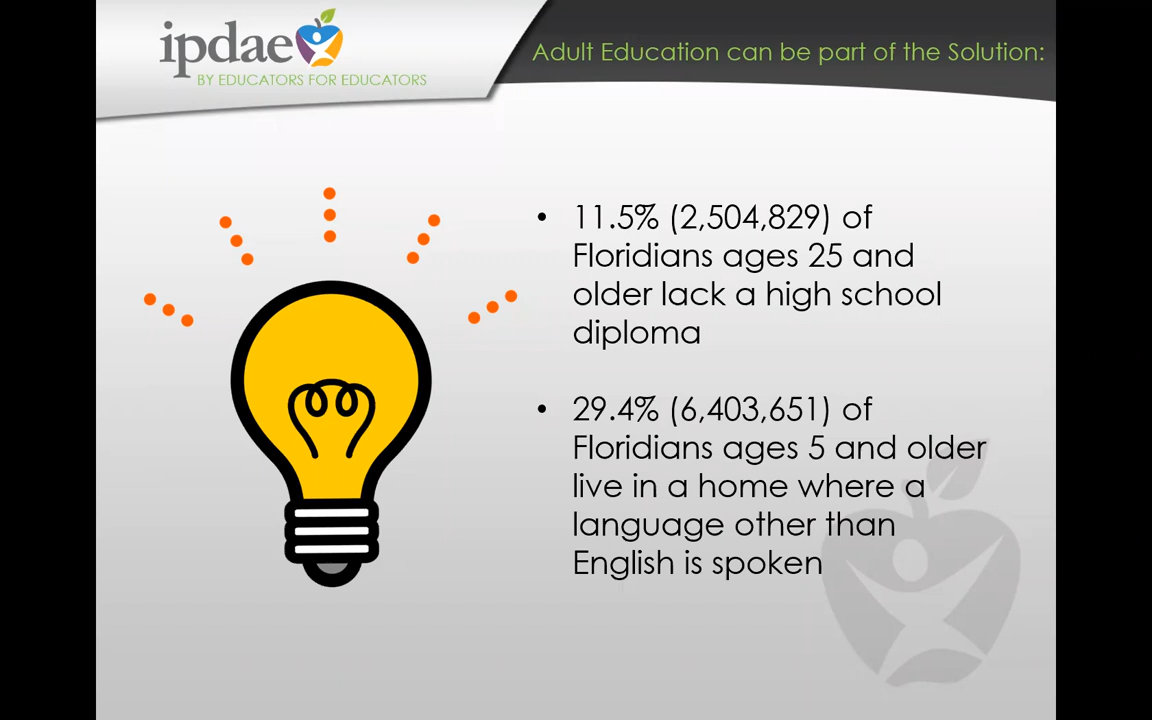 ipdae
BY EDUCATORS FOR EDUCATORS
Adult Education can be part of the Solution:
• 11.5% (2,504,829) of
Floridians ages 25 and
older lack a high school
diploma
• 29.4% (6,403,651) of
Floridians ages 5 and older
live in a home where a
language other than
English is spoken